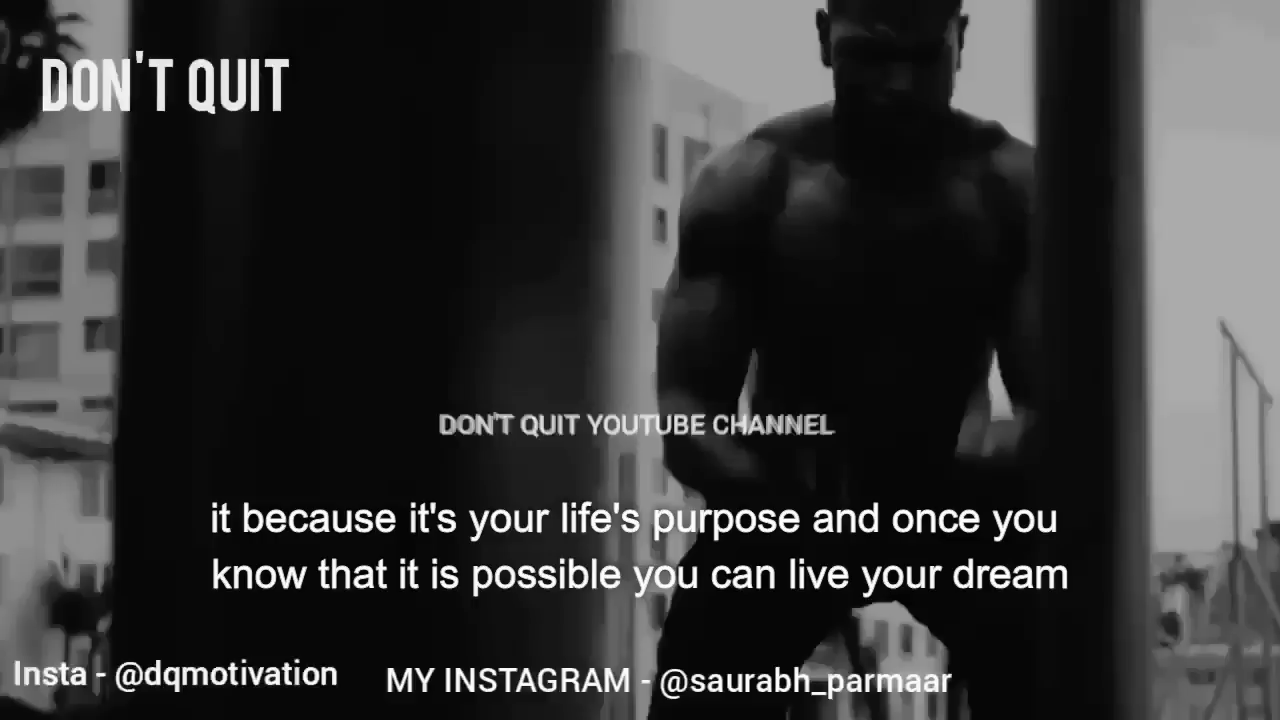 DON'T QUIT
DON'T QUIT YOUTUBE CHANNEL
it because it's your life's purpose and once you
know that it is possible you can live your dream
Insta - @dqmotivation
MY INSTAGRAM - @saurabh_parmaar